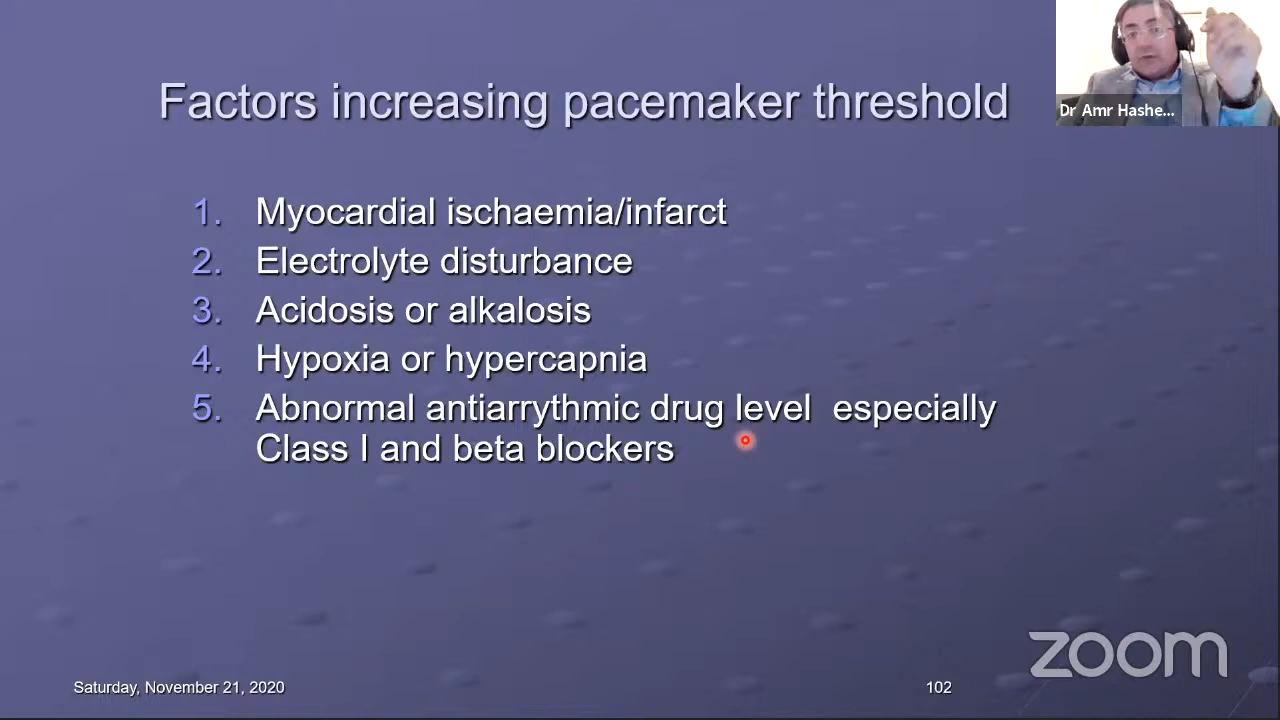 Factors increasing pacemaker threshold
Dr Amr Hashe...
1. Myocardial ischaemia/infarct
2. Electrolyte disturbance
3. Acidosis or alkalosis
4. Hypoxia or hypercapnia
5. Abnormal antiarrythmic drug level especially
Class I and beta blockers
zoom
Saturday, November 21, 2020
102